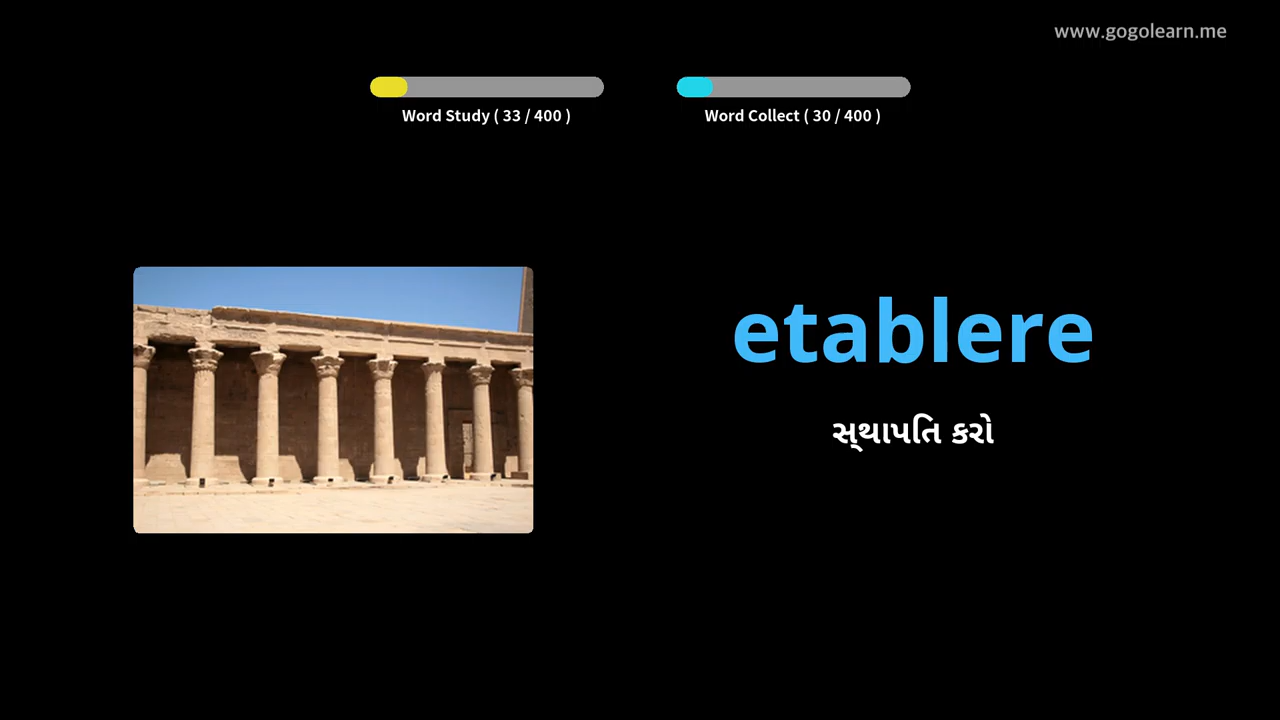 www.gogolearn.me
Word Study ( 33 / 400 )
Word Collect ( 30 / 400 )
etablere
સ્થાપતિ કરો